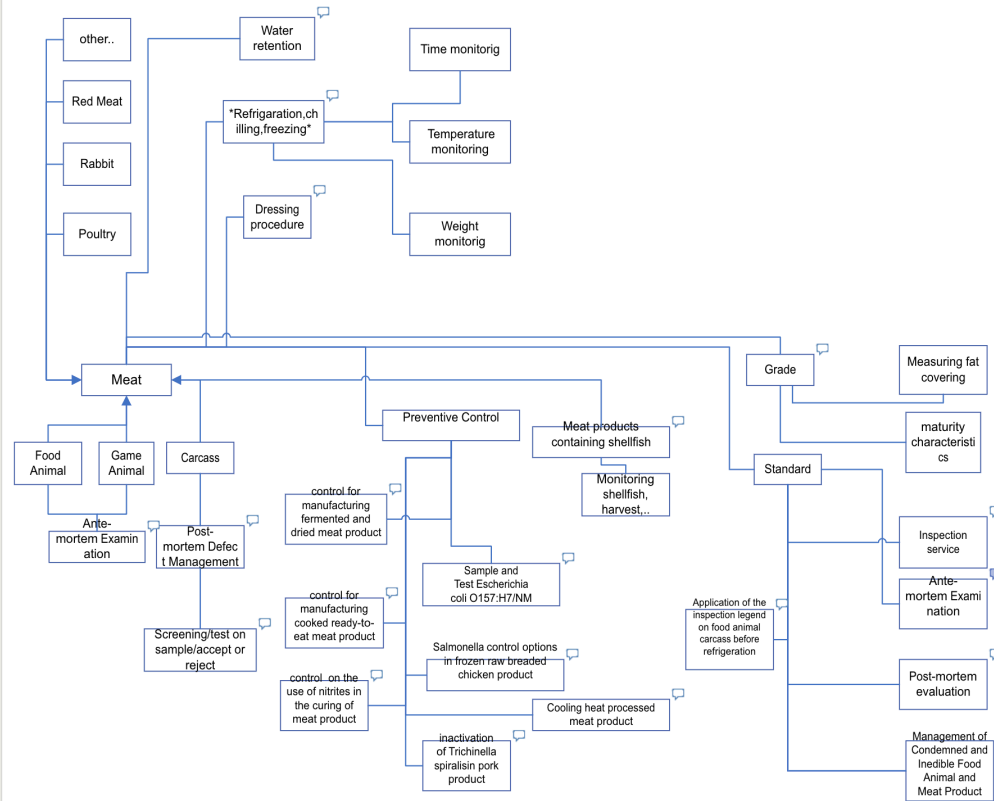 other..
Water
retention
Time monitorig
Red Meat
*Refrigaration,ch
illing,freezing*
Temperature
monitoring
Rabbit
Dressing
procedure
Poultry
Weight
monitorig
Meat
Grade
Measuring fat
covering
Preventive Control
Meat products
containing shellfish
maturity
characteristi
cs
Food
Animal
Game
Animal
Carcass
Standard
Monitoring
shellfish,
harvest,..
control for
manufacturing
fermented and
dried meat product
Ante-
mortem Examin
ation
Post-
mortem Defec
t Management
Inspection
service
Sample and
Test Escherichia
coli O157:H7/NM
Ante-
mortem Exami
nation
control for
manufacturing
cooked ready-to-
eat meat product
Application of the
inspection legend
on food animal
carcass before
refrigeration
Screening/test on
sample/accept or
reject
Salmonella control options
in frozen raw breaded
chicken product
Post-mortem
evaluation
control on the
use of nitrites in
the curing of
meat product
Cooling heat processed
meat product
inactivation
of Trichinella
spiralisin pork
product
Management of
Condemned and
Inedible Food
Animal and
Meat Product